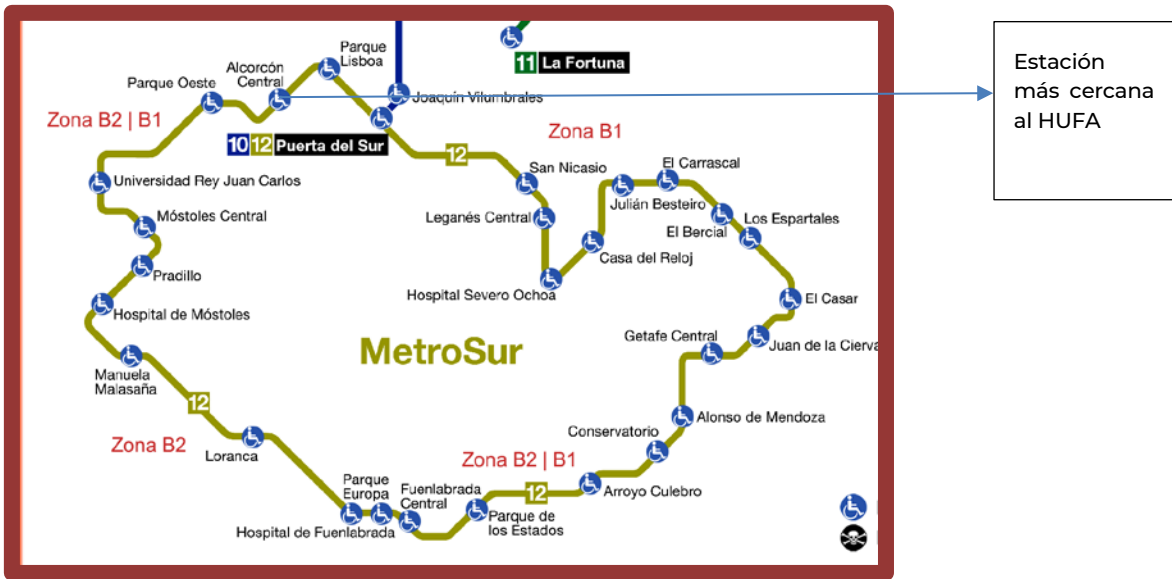 Parque
Lisboa
11 La Fortuna
Alcorcón
Central
Parque Oeste
Joaquín Vilumbrales
Zona B2 | B1
Zona B1
10 12 Puerta del Sur
12
San Nicasio
El Carrascal
Universidad Rey Juan Carlos
Julián Besteiro
Móstoles Central
Leganés Central
Los Espartales
El Bercial
Casa del Reloj
Pradillo
Hospital Severo Ochoa
El Casar
Hospital de Móstoles
Getafe Central
Juan de la Cierva
MetroSur
Manuela
Malasaña
12
Alonso de Mendoza
Conservatorio
Zona B2
Loranca
Zona B2 | B1
Parque
Europa
Fuenlabrada
Central
12
Arroyo Culebro
Hospital de Fuenlabrada
Parque de
los Estados
Estación
más cercana
al HUFA